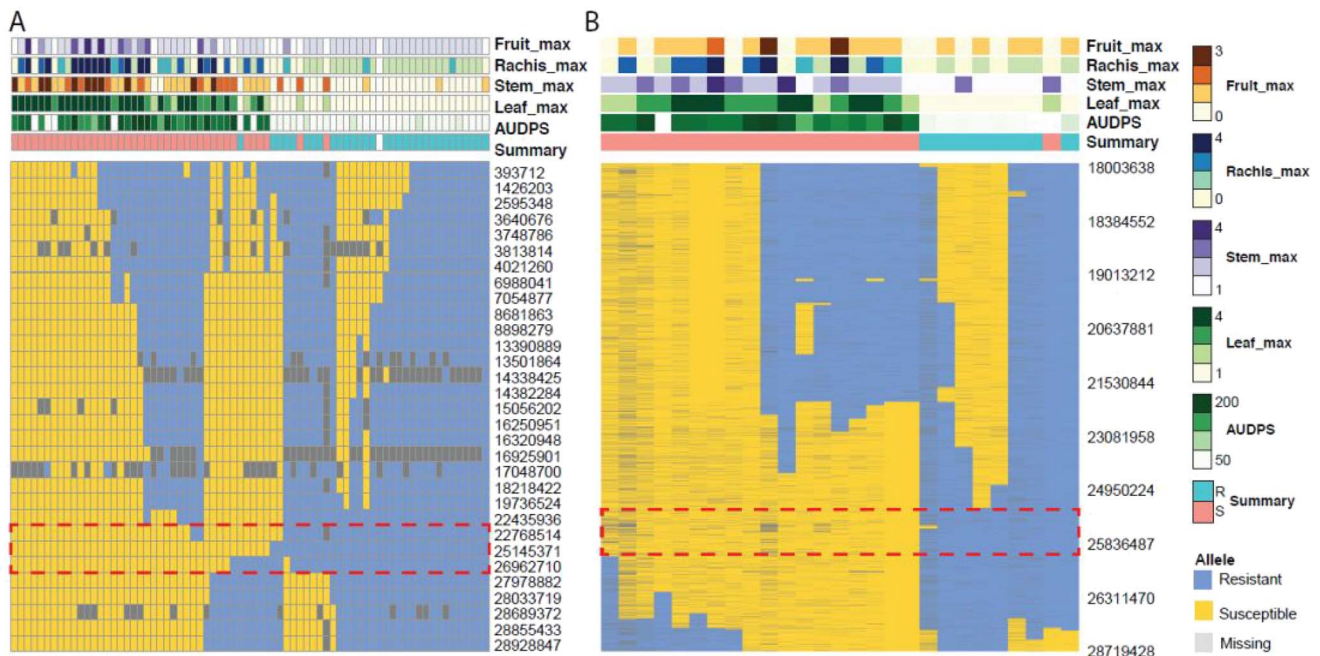 A
Fruit_max
Rachis_max
Stem_max
Leaf_max
AUDPS
Summary
393712
1426203
2595348
3640676
3748786
3813814
4021260
6988041
7054877
8681863
8898279
13390889
13501864
14338425
14382284
15056202
16250951
16320948
16925901
17048700
18218422
19736524
22435936
22768514
25145371
26962710
27978882
28033719
28689372
28855433
28928847
B
Fruit_max
Rachis_max
Stem_max
Leaf_max
AUDPS
Summary
18003638
18384552
19013212
20637881
21530844
23081958
24950224
25836487
26311470
28719428
3
Fruit_max
0
4
Rachis_max
0
4
Stem_max
1
4
Leaf_max
1
200
AUDPS
50
R
Summary
S
Allele
Resistant
Susceptible
Missing